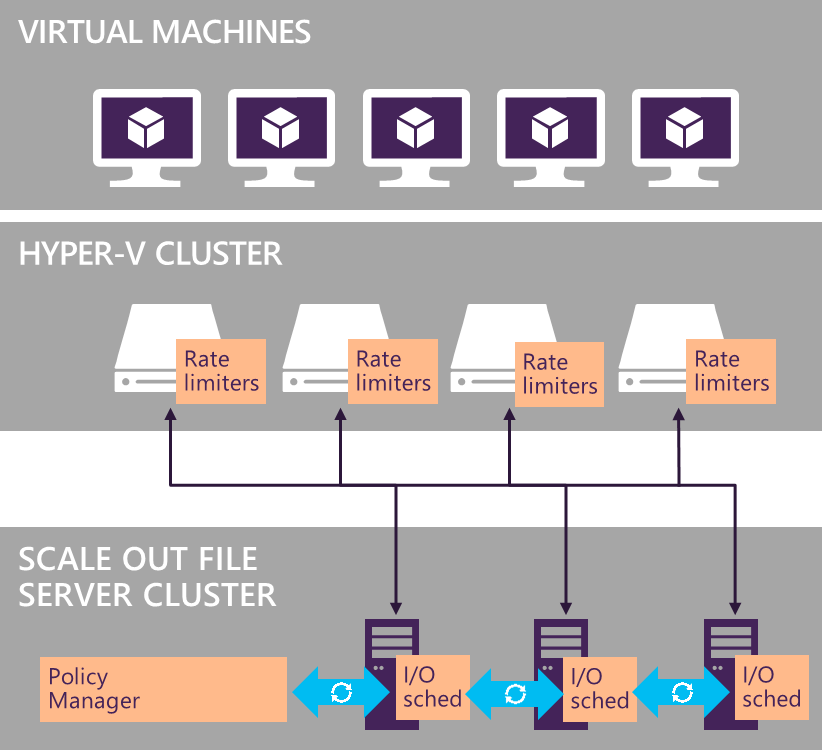 VIRTUAL MACHINES
HYPER-V CLUSTER
Rate
limiters
Rate
limiters
Rate
limiters
Rate
limiters
SCALE OUT FILE
SERVER CLUSTER
Policy
Manager
I/O
sched
I/O
sched
I/O
sched